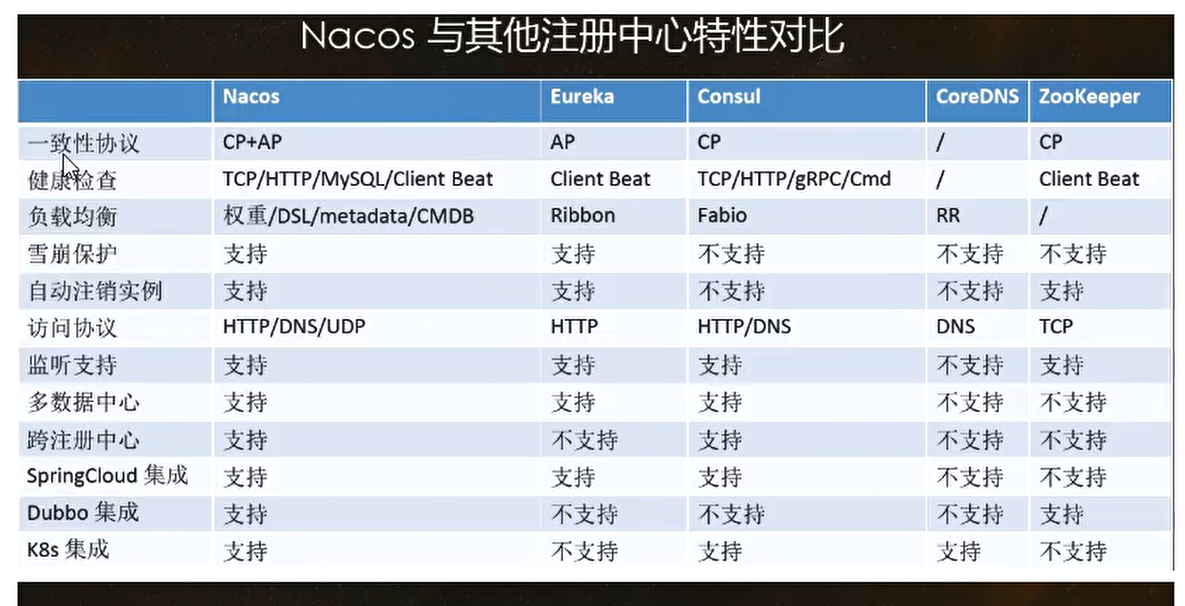 Nacos 与其他注册中心特性对比
Nacos Eureka Consul CoreDNS ZooKeeper
一致性协议 CP+AP AP CP / CP
健康检查 TCP/HTTP/MySQL/Client Beat Client Beat TCP/HTTP/gRPC/Cmd / Client Beat
负载均衡 权重/DSL/metadata/CMDB Ribbon Fabio RR /
雪崩保护 支持 支持 不支持 不支持 不支持
自动注销实例 支持 支持 不支持 不支持 支持
访问协议 HTTP/DNS/UDP HTTP HTTP/DNS DNS TCP
监听支持 支持 支持 支持 不支持 支持
多数据中心 支持 支持 支持 不支持 不支持
跨注册中心 支持 不支持 支持 不支持 不支持
SpringCloud 集成 支持 支持 支持 不支持 不支持
Dubbo 集成 支持 不支持 不支持 不支持 支持
K8s 集成 支持 不支持 支持 支持 不支持